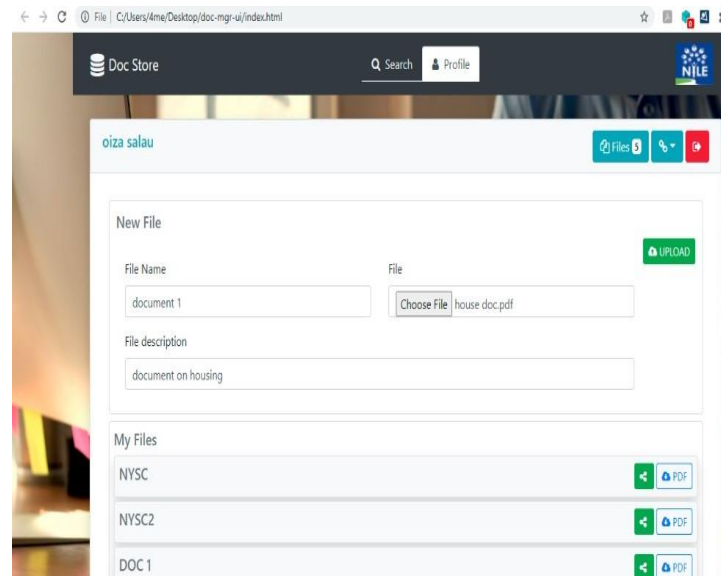 File | C:/Users/4me/Desktop/doc-mgr-ui/index.html
Doc Store Search Profile NILE
oiza salau Files 5
New File
UPLOAD
File Name File
document 1 Choose File house doc.pdf
File description
document on housing
My Files
NYSC PDF
NYSC2 PDF
DOC 1 PDF